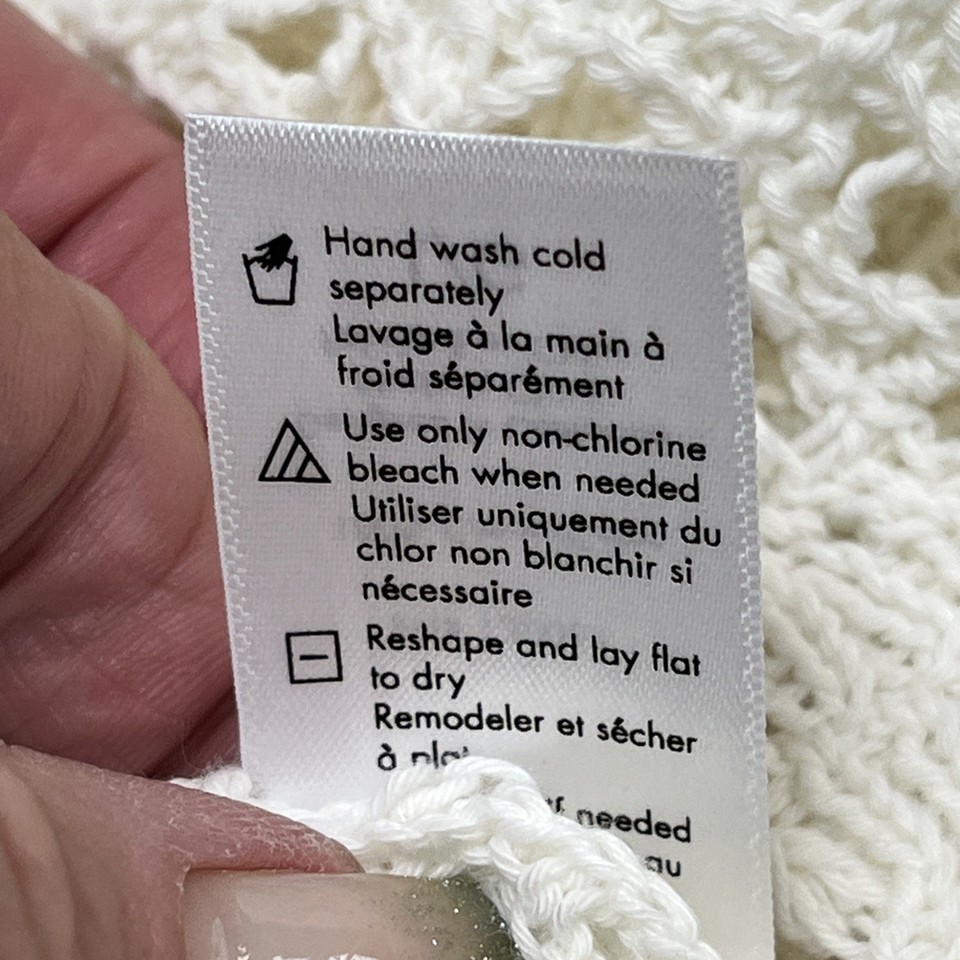 Hand wash cold
separately
Lavage à la main à
froid séparément
Use only non-chlorine
bleach when needed
Utiliser uniquement du
chlor non blanchir si
nécessaire
Reshape and lay flat
to dry
Remodeler et sécher
à
needed
au